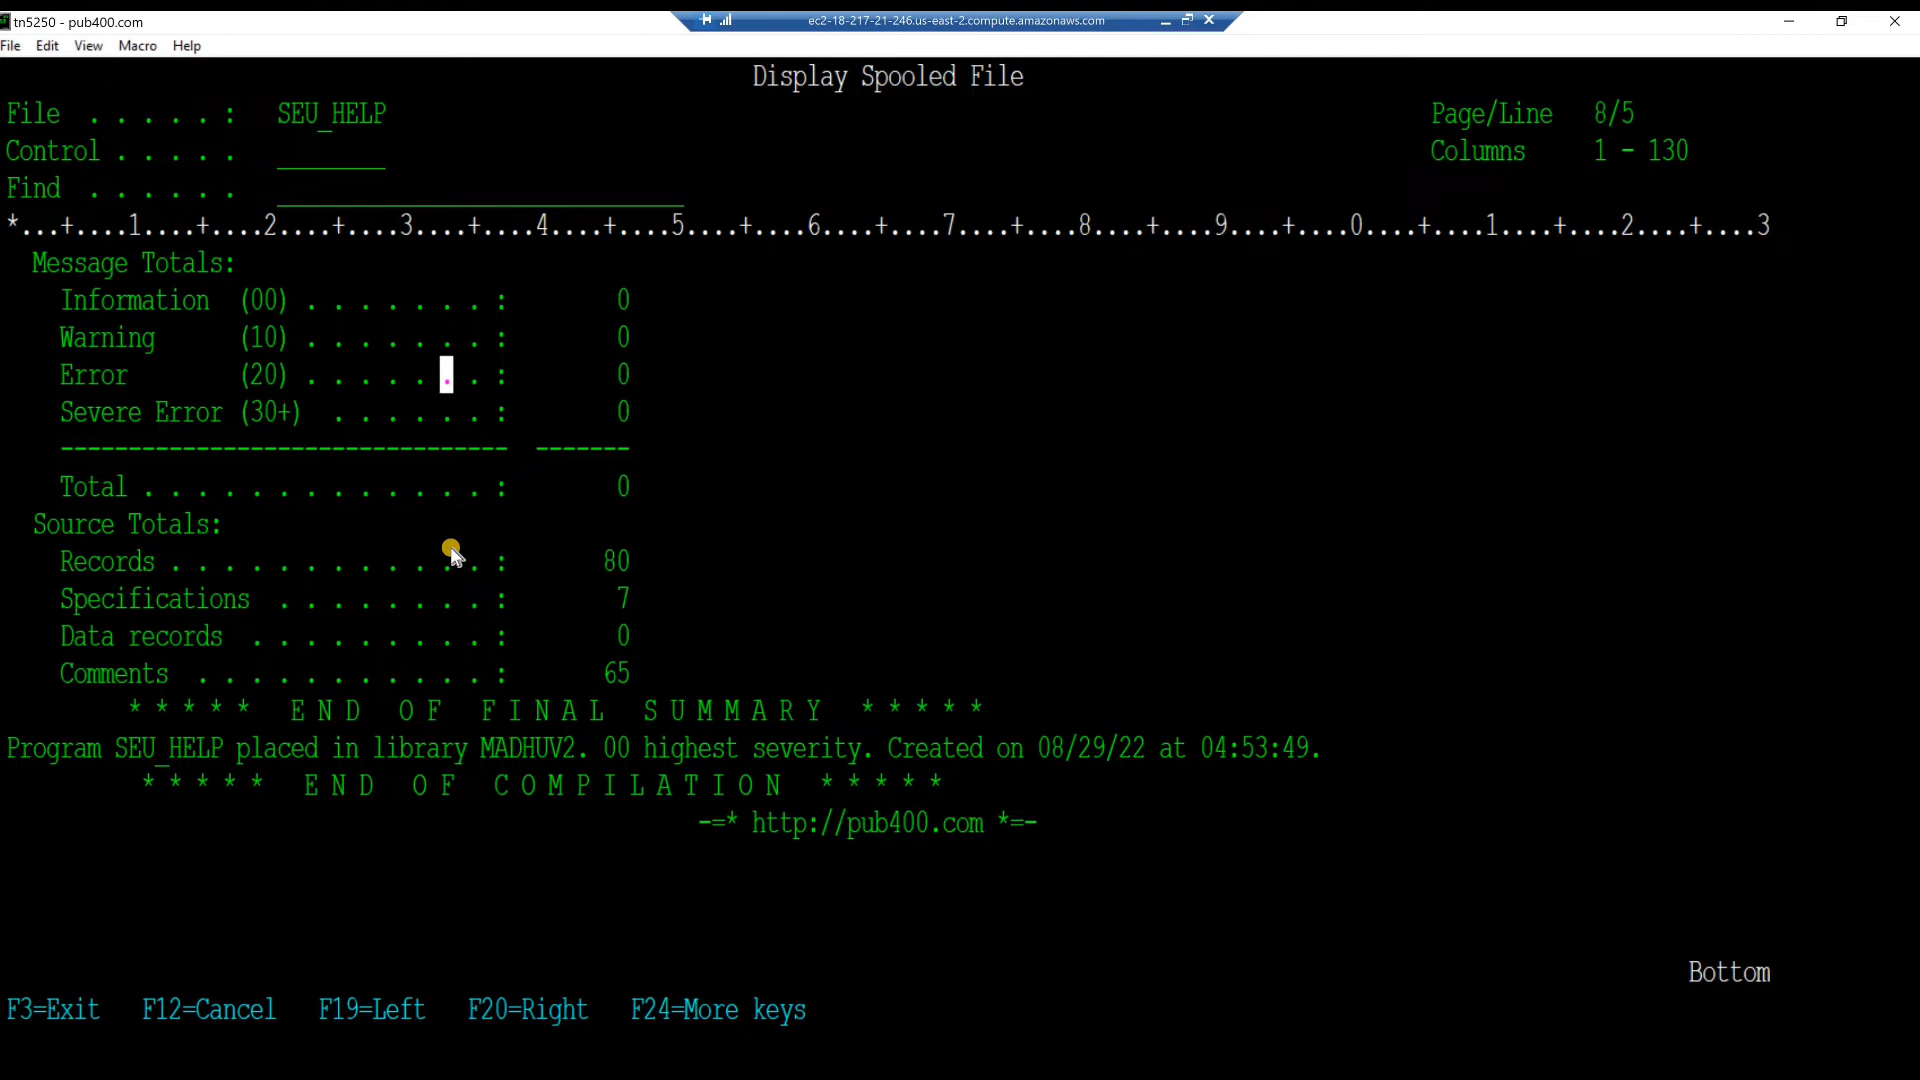 tn5250 - pub400.com
ec2-18-217-21-246.us-east-2.compute.amazonaws.com
File Edit View Macro Help
Display Spooled File
File . . . . . : SEU_HELP Page/Line 8/5
Control . . . . . ________ Columns 1 - 130
Find . . . . . . ______________________________
*...+....1....+....2....+....3....+....4....+....5....+....6....+....7....+....8....+....9....+....0....+....1....+....2....+....3
Message Totals:
Information (00) . . . . . . . : 0
Warning (10) . . . . . . . : 0
Error (20) . . . . . . . : 0
Severe Error (30+) . . . . . . : 0
--------------------------------- -------
Total . . . . . . . . . . . . . : 0
Source Totals:
Records . . . . . . . . . . . . : 80
Specifications . . . . . . . . : 7
Data records . . . . . . . . . : 0
Comments . . . . . . . . . . . : 65
* * * * * E N D O F F I N A L S U M M A R Y * * * * *
Program SEU_HELP placed in library MADHUV2. 00 highest severity. Created on 08/29/22 at 04:53:49.
* * * * * E N D O F C O M P I L A T I O N * * * * *
-=* http://pub400.com *=-
Bottom
F3=Exit F12=Cancel F19=Left F20=Right F24=More keys